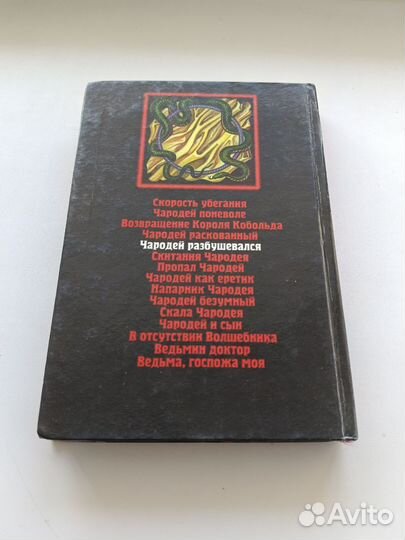 Скорость убегания
Чародей поневоле
Возвращение Короля Кобольда
Чародей раскованный
Чародей разбушевался
Скитания Чародея
Пропал Чародей
Чародей как еретик
Напарник Чародея
Чародей безумный
Скала Чародея
Чародей и сын
В отсутствии Волшебника
Ведьмин доктор
Ведьма, госпожа моя
Avito